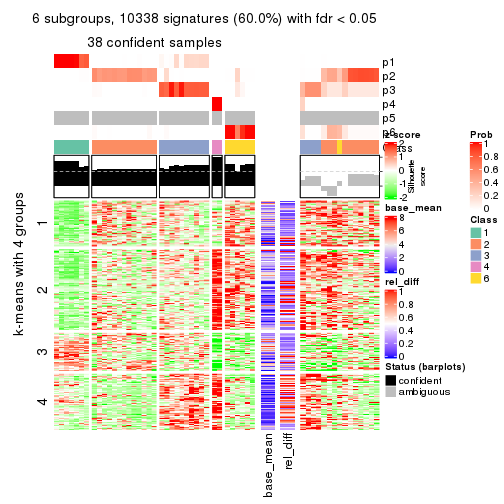 6 subgroups, 10338 signatures (60.0%) with fdr < 0.05
38 confident samples
p1
p2
p3
p4
p5
p6
Class
z-score
2
1
0
-1
-2
Silhouette
score
Prob
1
0.8
0.6
0.4
0.2
0
Class
1
2
3
4
6
base_mean
8
6
4
2
0
rel_diff
1
0.8
0.6
0.4
0.2
0
Status (barplots)
confident
ambiguous
k-means with 4 groups
1
2
3
4
base_mean
rel_diff